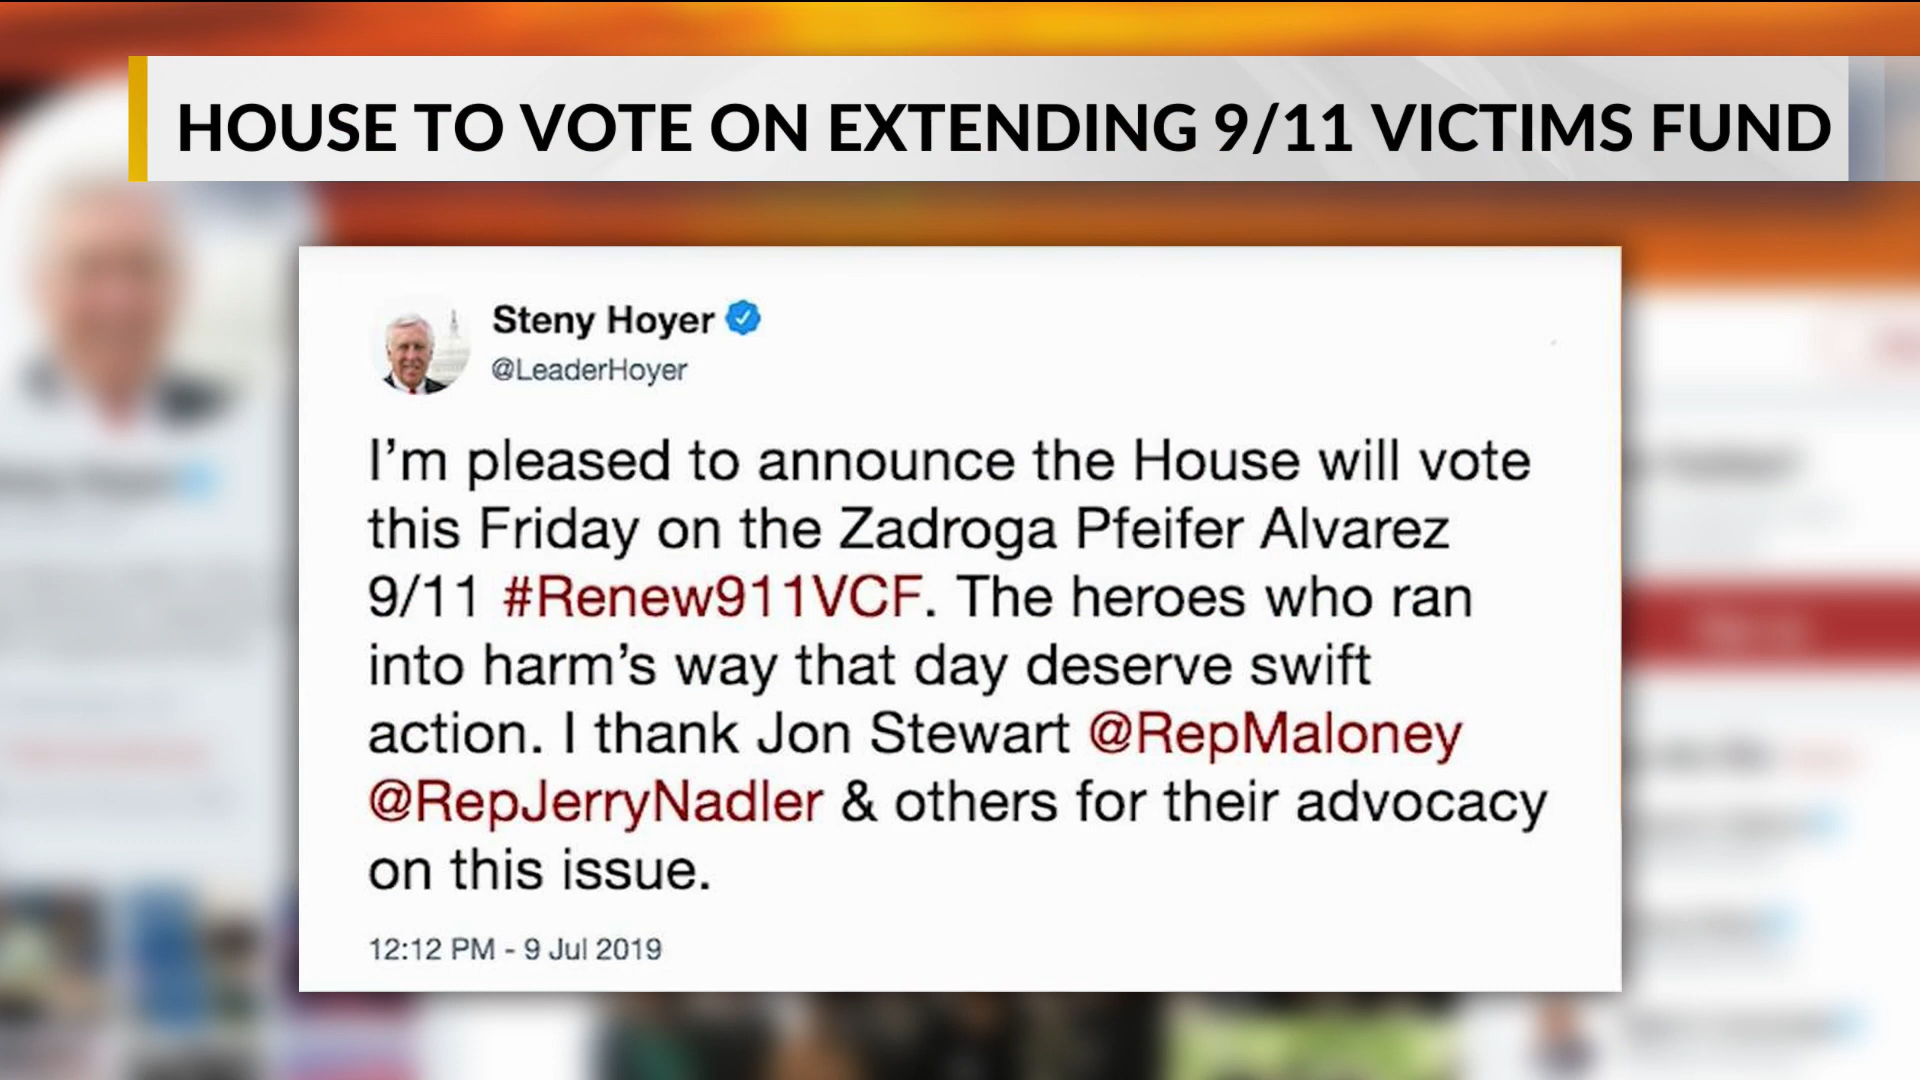 HOUSE TO VOTE ON EXTENDING 9/11 VICTIMS FUND
Steny Hoyer
@LeaderHoyer
I’m pleased to announce the House will vote
this Friday on the Zadroga Pfeifer Alvarez
9/11 #Renew911VCF. The heroes who ran
into harm’s way that day deserve swift
action. I thank Jon Stewart @RepMaloney
@RepJerryNadler & others for their advocacy
on this issue.
12:12 PM - 9 Jul 2019